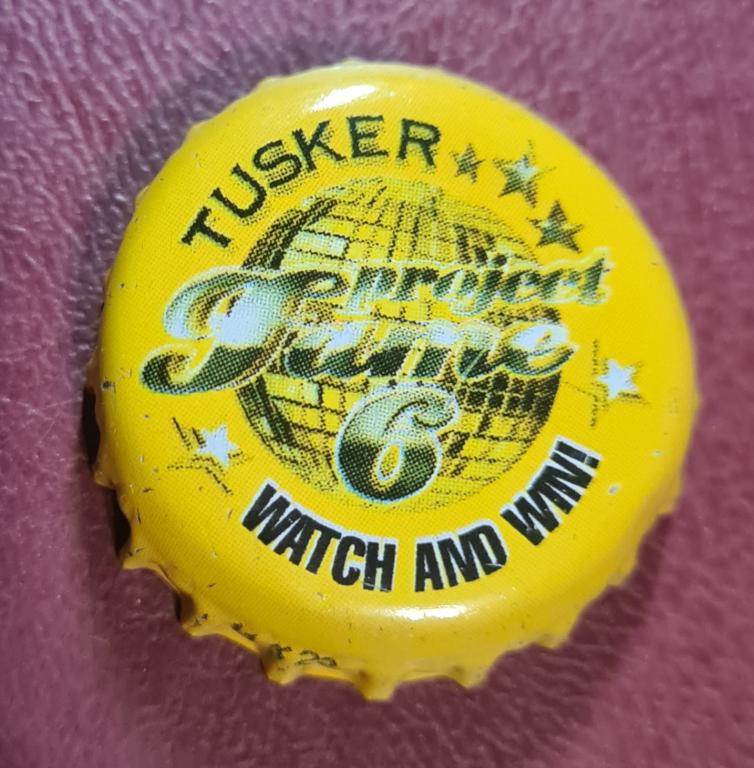 TUSKER
project
Fame
6
WATCH AND WIN!